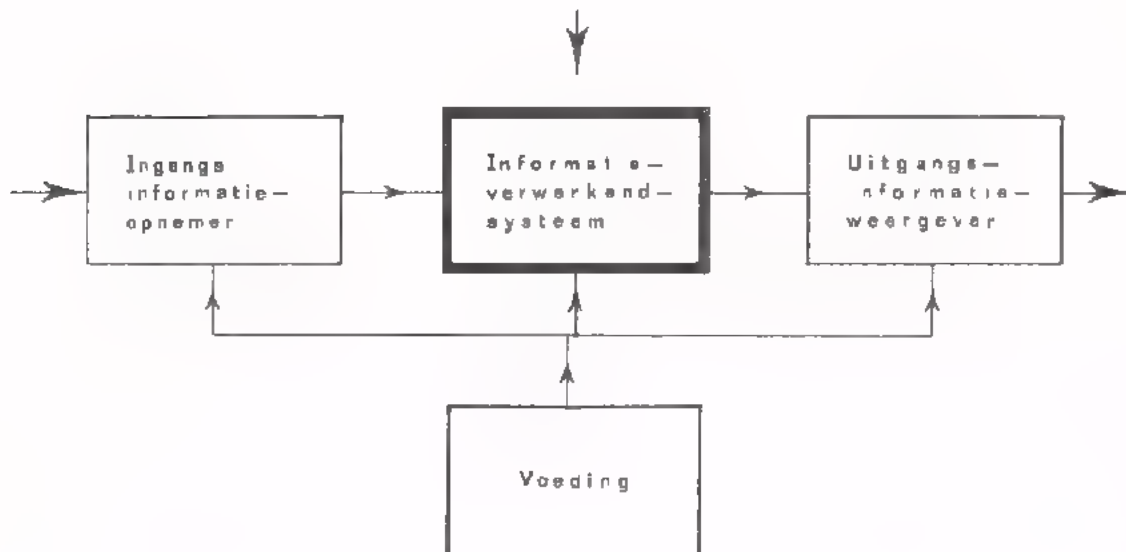 Ingangs
informatie—
opnemer
Informatie—
verwerkend—
systeem
Uitgangs—
informatie—
weergever
Voeding